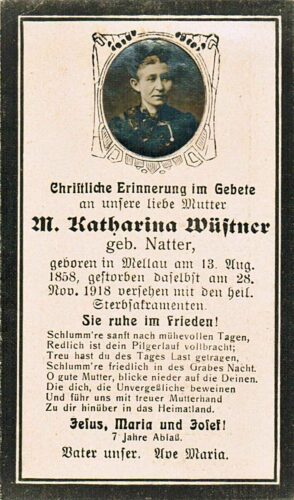 Chriſtliche Erinnerung im Gebete
an unſere liebe Mutter
M. Katharina Wüſtner
geb. Natter,
geboren in Mellau am 13. Aug.
1858, geſtorben daſelbſt am 28.
Nov. 1918 verſehen mit den heil.
Sterbſakramenten.
Sie ruhe im Frieden!
Schlumm're sanft nach mühevollen Tagen,
Redlich ist dein Pilgerlauf vollbracht;
Treu hast du des Tages Last getragen,
Schlumm're friedlich in des Grabes Nacht.
O gute Mutter, blicke nieder auf die Deinen.
Die dich, die Unvergeßliche beweinen
Und führ uns mit treuer Mutterhand
Zu dir hinüber in das Heimatland.
Jeſus, Maria und Joſef!
7 Jahre Ablaß.
Vater unſer. Ave Maria.